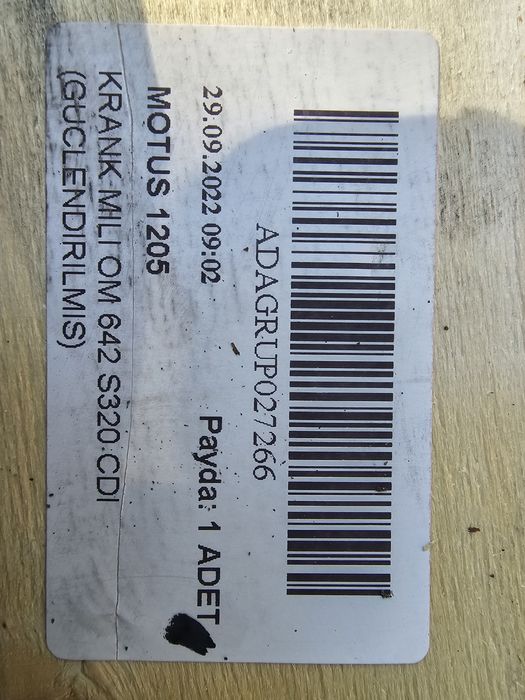 ADAGRUP027266
29.09.2022 09:02 Payda: 1 ADET
MOTUS 1205
KRANK MILI OM 642 S320 CDI
(GUCLENDIRILMIS)